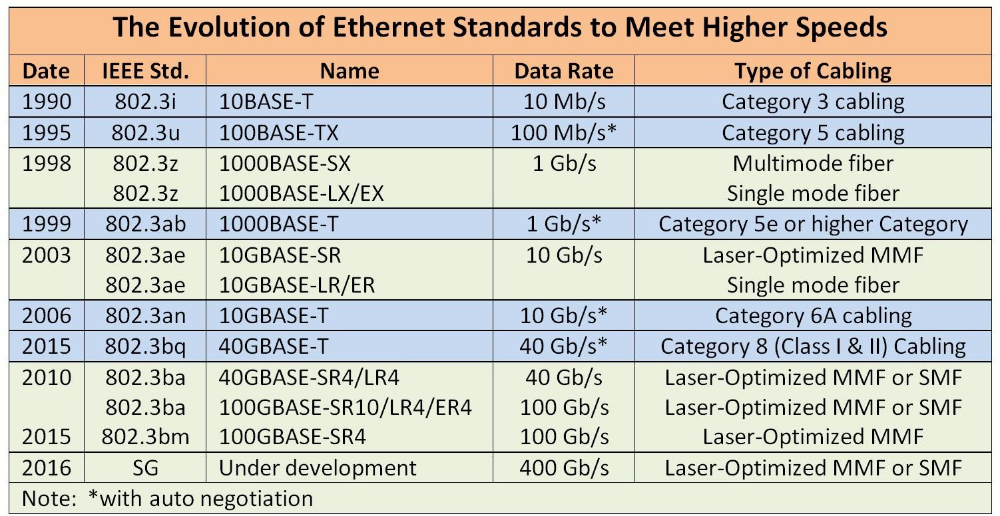 The Evolution of Ethernet Standards to Meet Higher Speeds
Date IEEE Std. Name Data Rate Type of Cabling
1990 802.3i 10BASE-T 10 Mb/s Category 3 cabling
1995 802.3u 100BASE-TX 100 Mb/s* Category 5 cabling
1998 802.3z 1000BASE-SX 1 Gb/s Multimode fiber
802.3z 1000BASE-LX/EX Single mode fiber
1999 802.3ab 1000BASE-T 1 Gb/s* Category 5e or higher Category
2003 802.3ae 10GBASE-SR 10 Gb/s Laser-Optimized MMF
802.3ae 10GBASE-LR/ER Single mode fiber
2006 802.3an 10GBASE-T 10 Gb/s* Category 6A cabling
2015 802.3bq 40GBASE-T 40 Gb/s* Category 8 (Class I & II) Cabling
2010 802.3ba 40GBASE-SR4/LR4 40 Gb/s Laser-Optimized MMF or SMF
802.3ba 100GBASE-SR10/LR4/ER4 100 Gb/s Laser-Optimized MMF or SMF
2015 802.3bm 100GBASE-SR4 100 Gb/s Laser-Optimized MMF
2016 SG Under development 400 Gb/s Laser-Optimized MMF or SMF
Note: *with auto negotiation